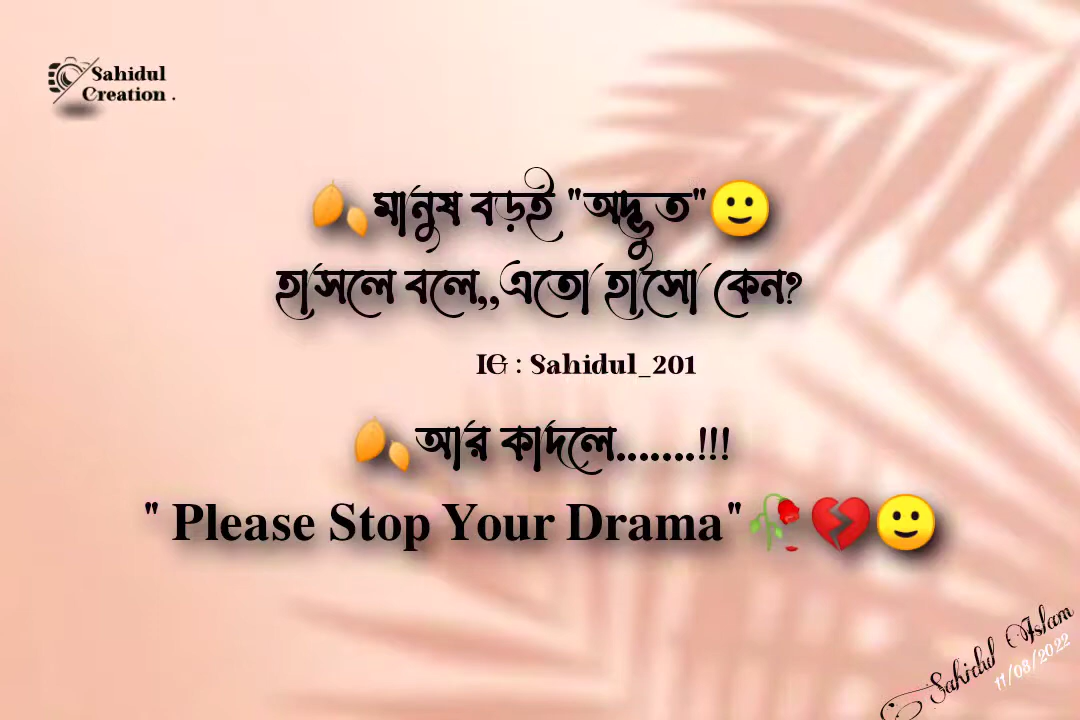 Sahidul
Creation .
🍂মানুষ বড়ই "অদ্ভুত"🙂
হাসলে বলে,,এতো হাসো কেন?
IG : Sahidul_201
🍂আর কাদলে.......!!!
" Please Stop Your Drama"🥀💔🙂
Sahidul Islam
11/08/2022